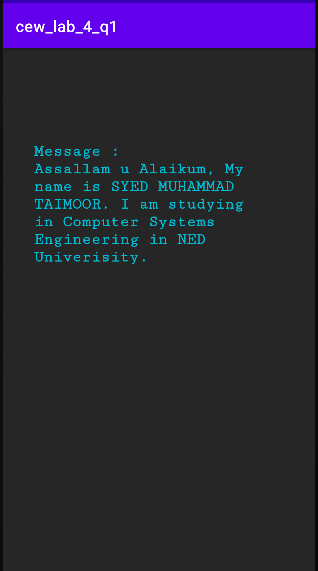 cew_lab_4_q1
Message :
Assallam u Alaikum, My
name is SYED MUHAMMAD
TAIMOOR. I am studying
in Computer Systems
Engineering in NED
Univerisity.